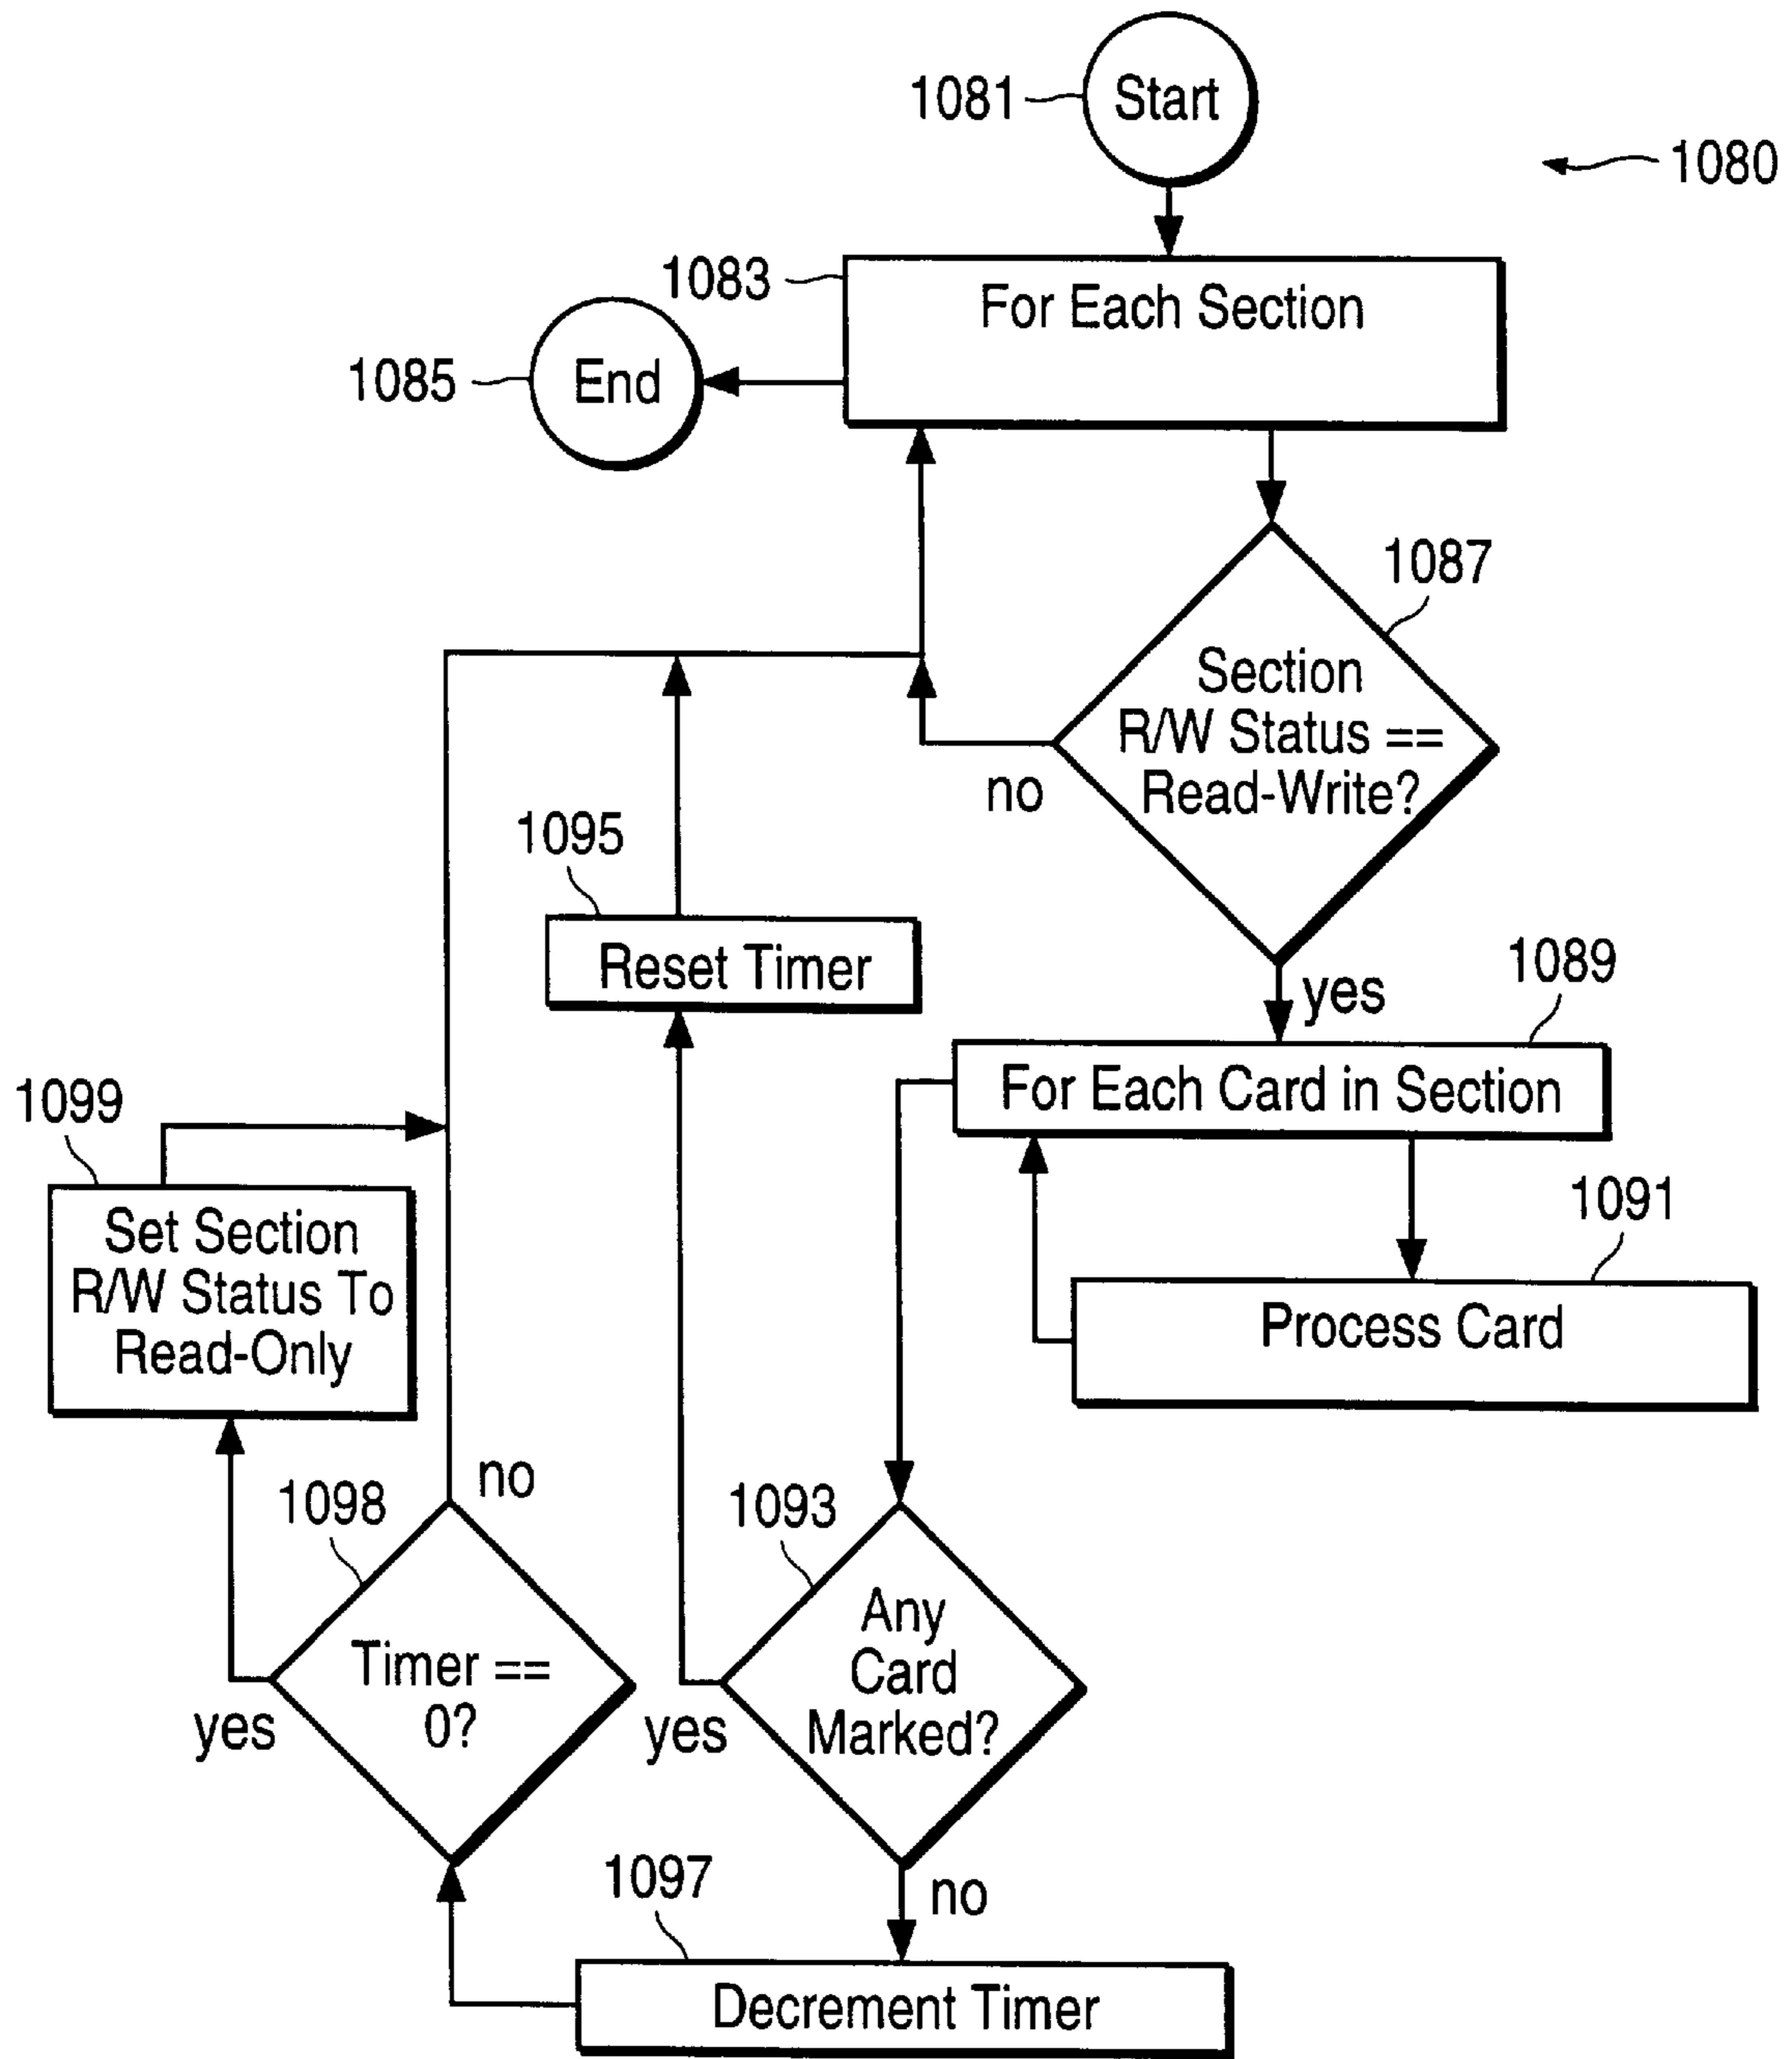 1081
Start
1080
1083
For Each Section
1085
End
1087
Section
R/W Status ==
Read-Write?
no
1095
Reset Timer
yes
1089
For Each Card in Section
1099
Set Section
R/W Status To
Read-Only
1091
Process Card
no
1098
Timer ==
0?
yes
1093
Any
Card
Marked?
yes
no
1097
Decrement Timer